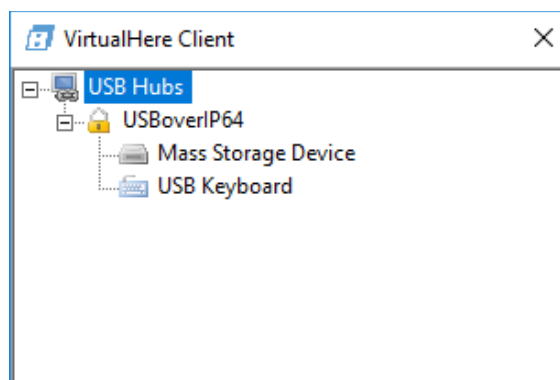 VirtualHere Client
USB Hubs
USBoverIP64
Mass Storage Device
USB Keyboard